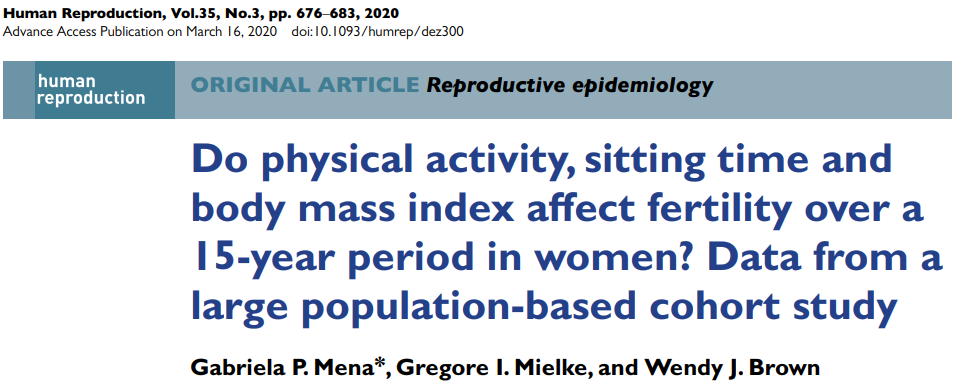 Human Reproduction, Vol.35, No.3, pp. 676–683, 2020
Advance Access Publication on March 16, 2020 doi:10.1093/humrep/dez300
human
reproduction
ORIGINAL ARTICLE Reproductive epidemiology
Do physical activity, sitting time and
body mass index affect fertility over a
15-year period in women? Data from a
large population-based cohort study
Gabriela P. Mena*, Gregore I. Mielke, and Wendy J. Brown